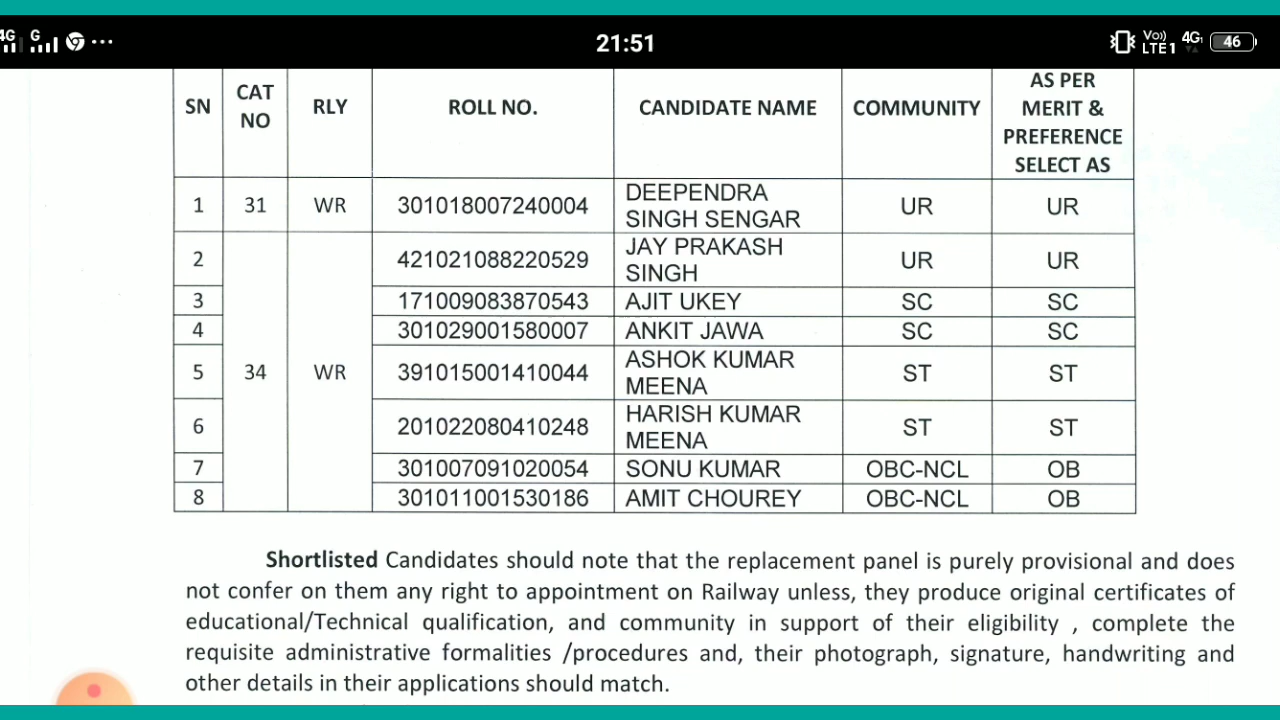 4G G ... 21:51 Vo)) LTE1 4G 46
AS PER
SN CAT NO RLY ROLL NO. CANDIDATE NAME COMMUNITY MERIT & PREFERENCE SELECT AS
1 31 WR 301018007240004 DEEPENDRA SINGH SENGAR UR UR
2 421021088220529 JAY PRAKASH SINGH UR UR
3 171009083870543 AJIT UKEY SC SC
4 301029001580007 ANKIT JAWA SC SC
5 34 WR 391015001410044 ASHOK KUMAR MEENA ST ST
6 201022080410248 HARISH KUMAR MEENA ST ST
7 301007091020054 SONU KUMAR OBC-NCL OB
8 301011001530186 AMIT CHOUREY OBC-NCL OB
Shortlisted Candidates should note that the replacement panel is purely provisional and does
not confer on them any right to appointment on Railway unless, they produce original certificates of
educational/Technical qualification, and community in support of their eligibility , complete the
requisite administrative formalities /procedures and, their photograph, signature, handwriting and
other details in their applications should match.